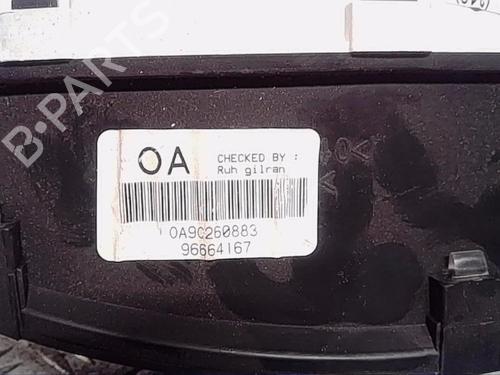 B-PARTS
OA
CHECKED BY :
Ruh gilran
0A9C260883
96664167